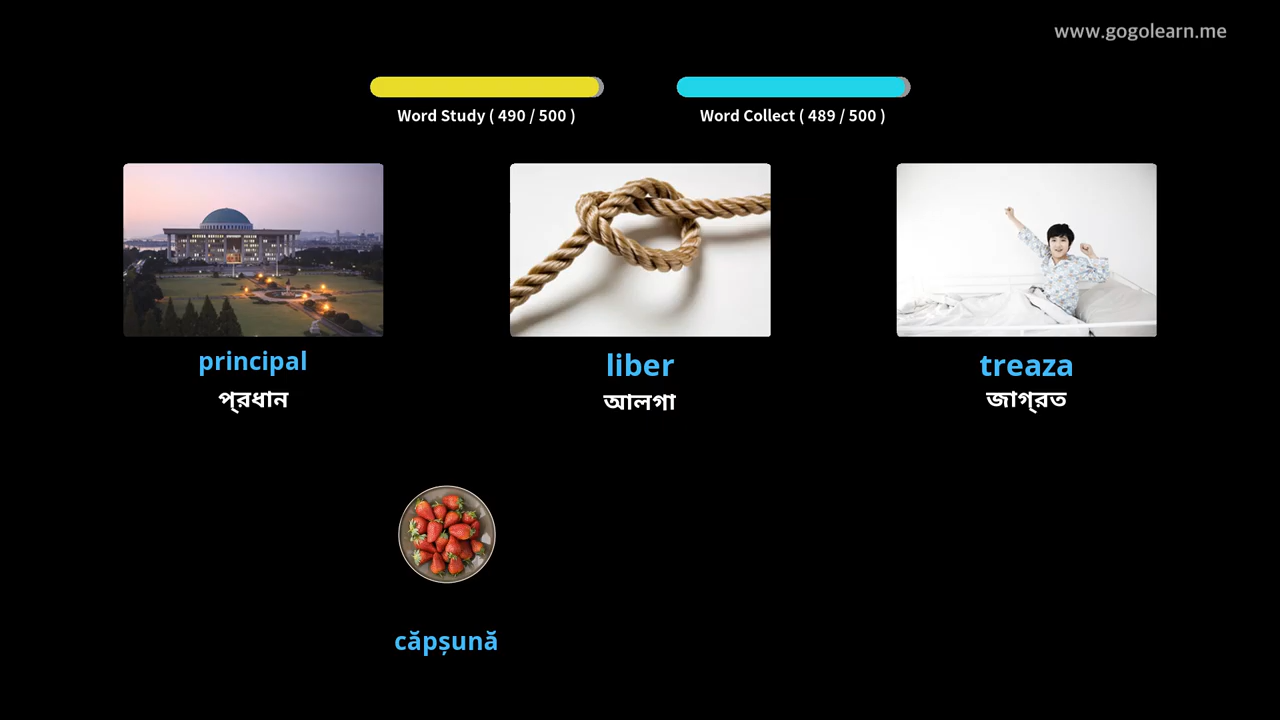 www.gogolearn.me
Word Study ( 490 / 500 )
Word Collect ( 489 / 500 )
principal
liber
treaza
প্রধান
আলগা
জাগ্রত
căpșună